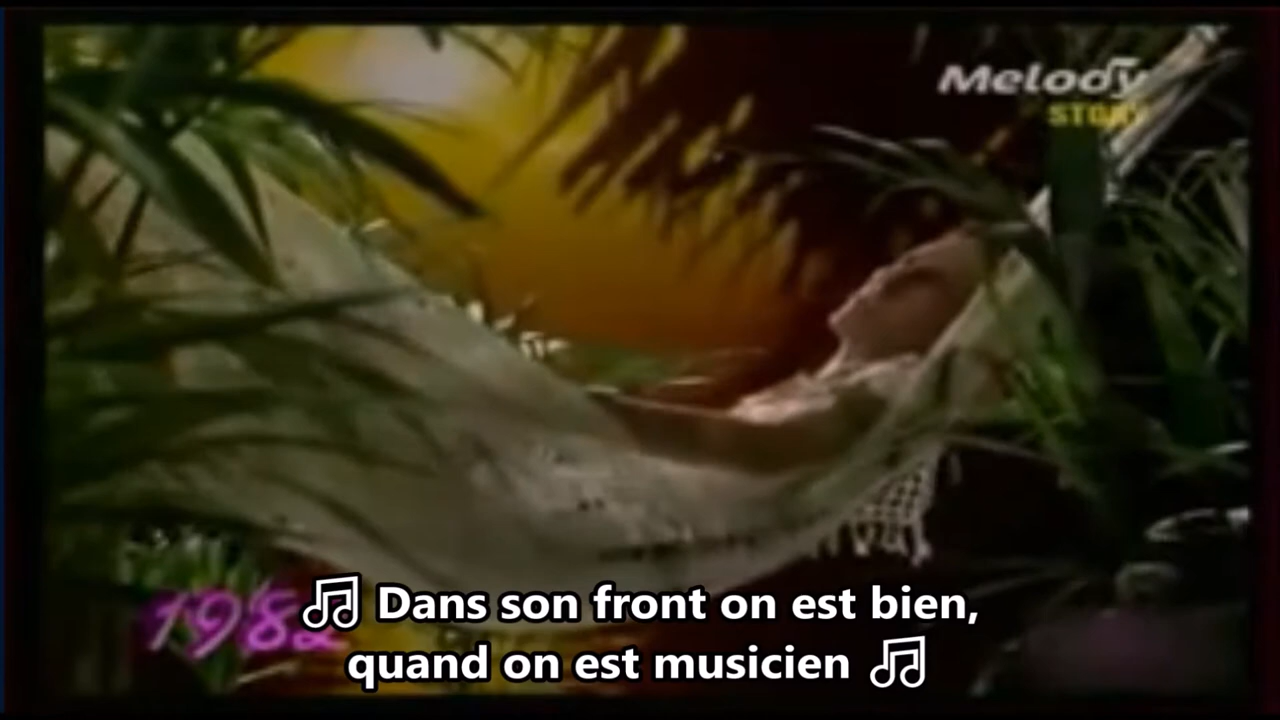 Melody
STORY
1982
🎵 Dans son front on est bien,
quand on est musicien 🎵